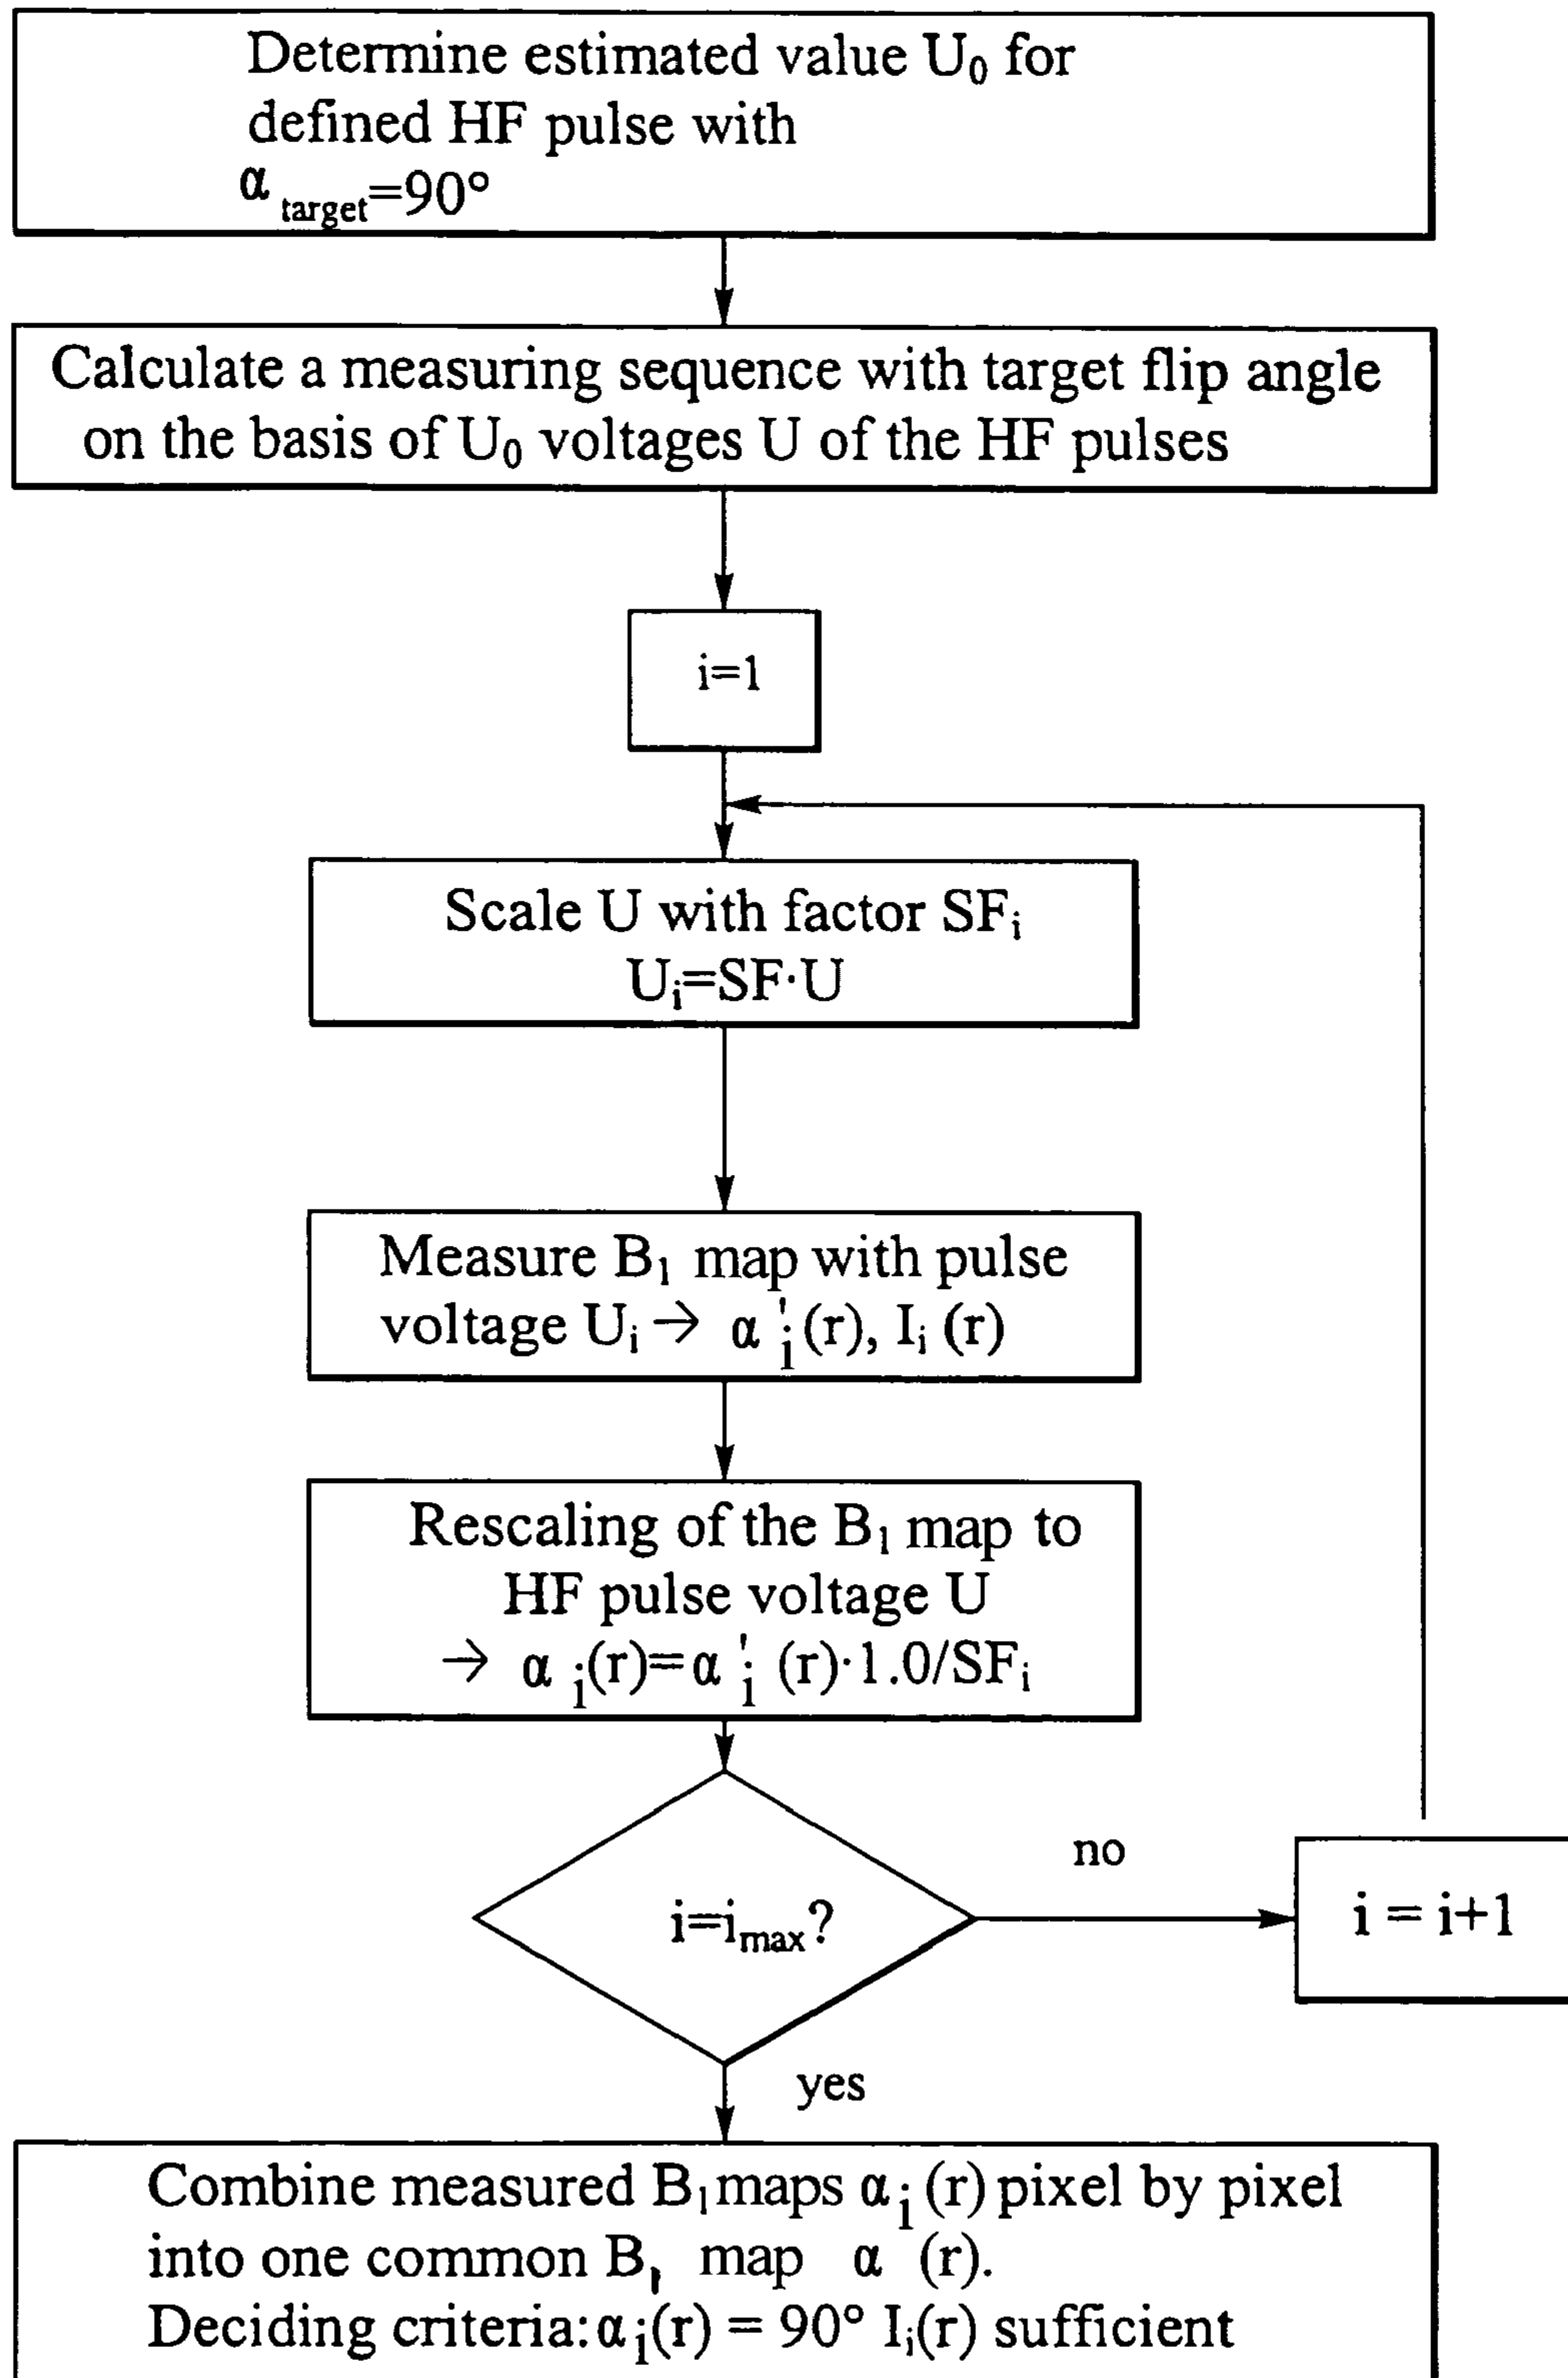 Determine estimated value U₀ for
defined HF pulse with
α target=90°
Calculate a measuring sequence with target flip angle
on the basis of U₀ voltages U of the HF pulses
i=1
Scale U with factor SFᵢ
Uᵢ=SF·U
Measure B₁ map with pulse
voltage Uᵢ → α'ᵢ(r), Iᵢ (r)
Rescaling of the B₁ map to
HF pulse voltage U
→ αᵢ(r)=α'ᵢ (r)·1.0/SFᵢ
no
i=imax?
i = i+1
yes
Combine measured B₁ maps αᵢ(r) pixel by pixel
into one common B₁ map α (r).
Deciding criteria: αᵢ(r) = 90° Iᵢ(r) sufficient